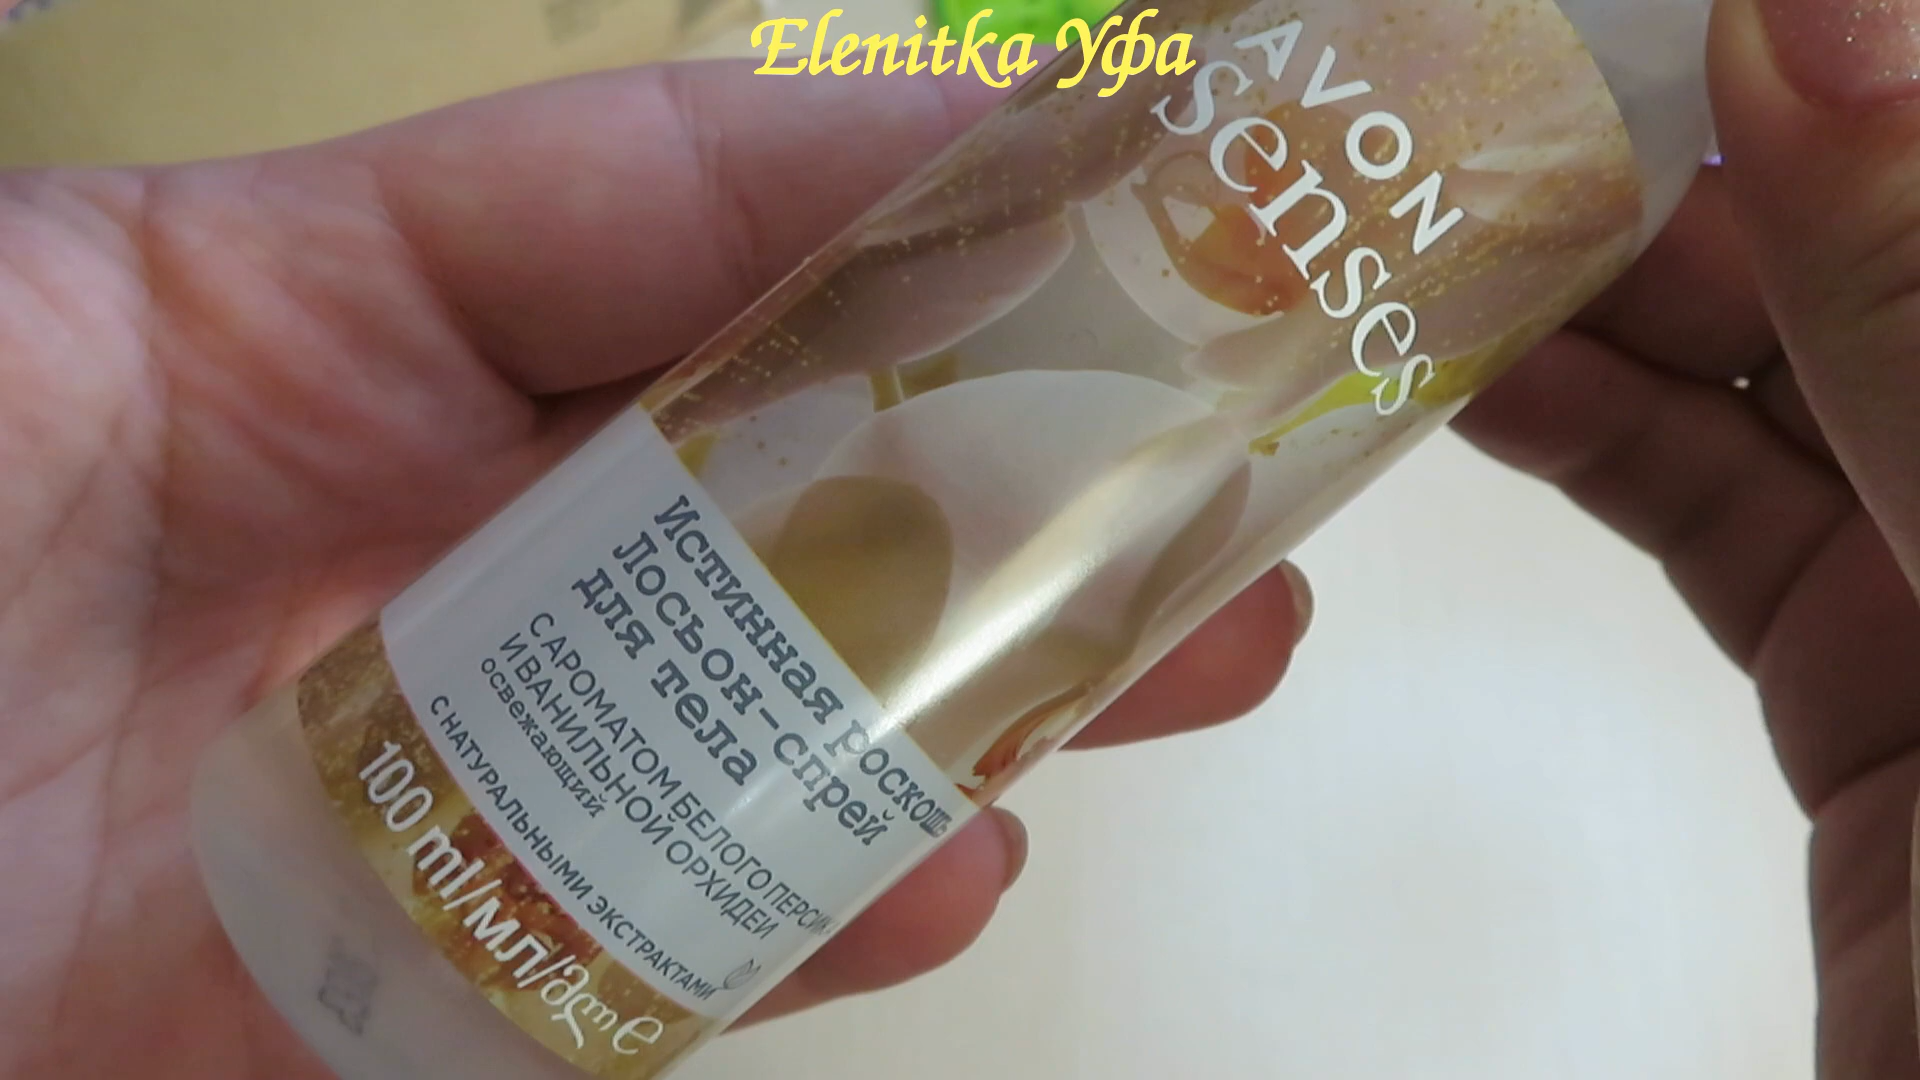 Elenitka Уфа
AVON
senses
Истинная роскошь
Лосьон-спрей
для тела
С АРОМАТОМ БЕЛОГО ПЕРСИКА
И ВАНИЛЬНОЙ ОРХИДЕИ
освежающий
С НАТУРАЛЬНЫМИ ЭКСТРАКТАМИ
100 ml/мл/მლ e